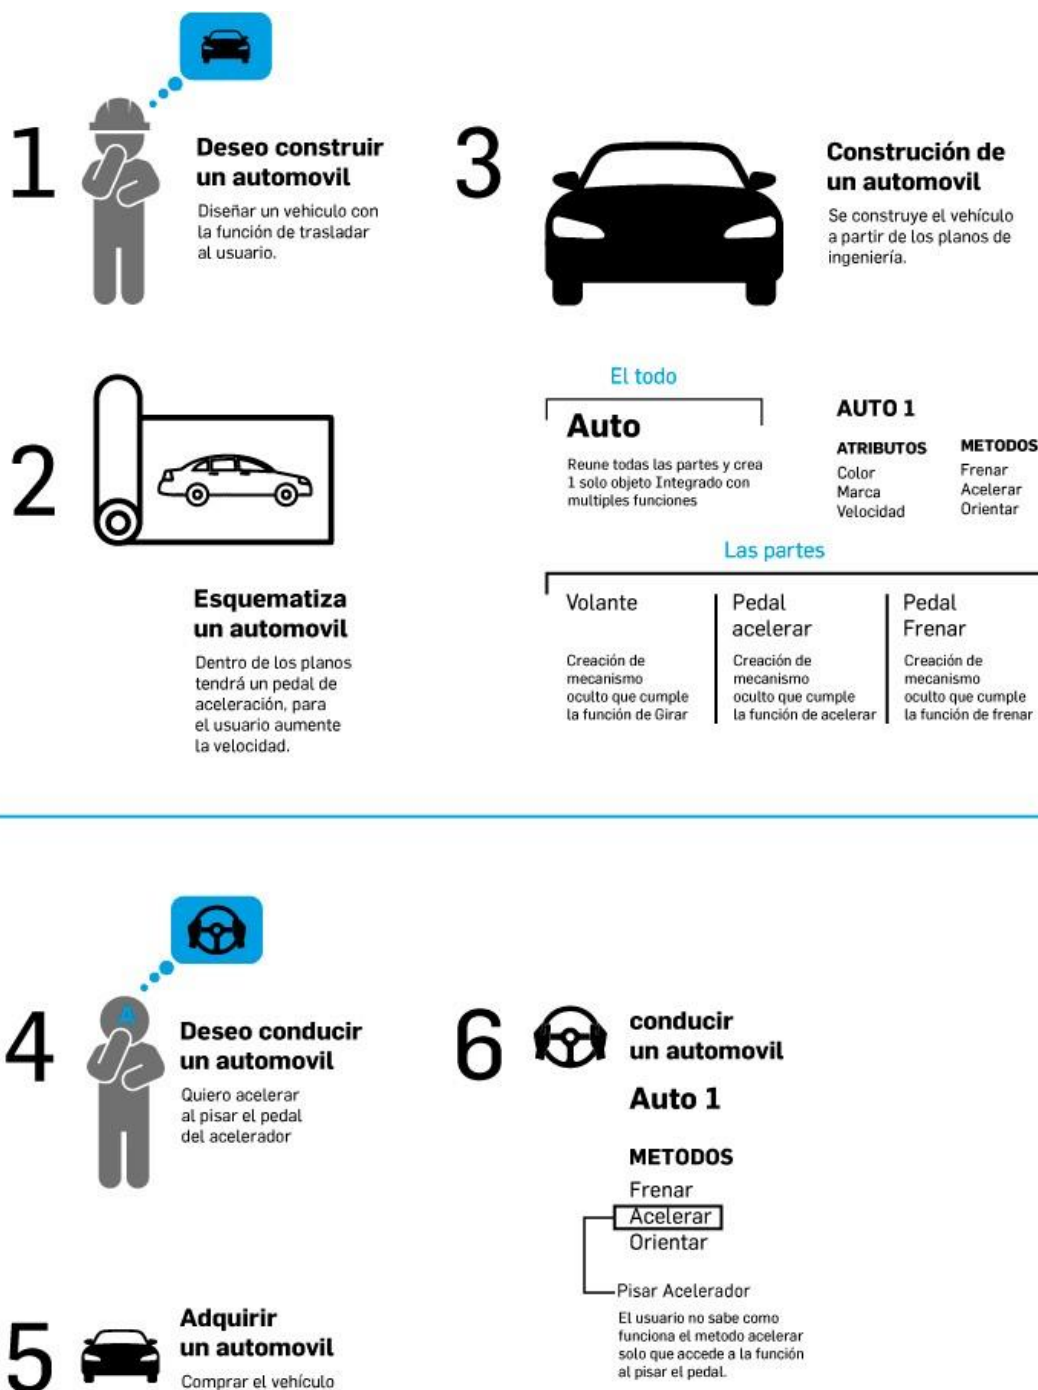 1
Deseo construir
un automovil
Diseñar un vehiculo con
la función de trasladar
al usuario.
2
Esquematiza
un automovil
Dentro de los planos
tendrá un pedal de
aceleración, para
el usuario aumente
la velocidad.
3
Construción de
un automovil
Se construye el vehículo
a partir de los planos de
ingeniería.
El todo
Auto
Reune todas las partes y crea
1 solo objeto Integrado con
multiples funciones
AUTO 1
ATRIBUTOS METODOS
Color Frenar
Marca Acelerar
Velocidad Orientar
Las partes
Volante
Creación de
mecanismo
oculto que cumple
la función de Girar
Pedal
acelerar
Creación de
mecanismo
oculto que cumple
la función de acelerar
Pedal
Frenar
Creación de
mecanismo
oculto que cumple
la función de frenar
4
A
Deseo conducir
un automovil
Quiero acelerar
al pisar el pedal
del acelerador
5
Adquirir
un automovil
Comprar el vehículo
6
conducir
un automovil
Auto 1
METODOS
Frenar
Acelerar
Orientar
Pisar Acelerador
El usuario no sabe como
funciona el metodo acelerar
solo que accede a la función
al pisar el pedal.